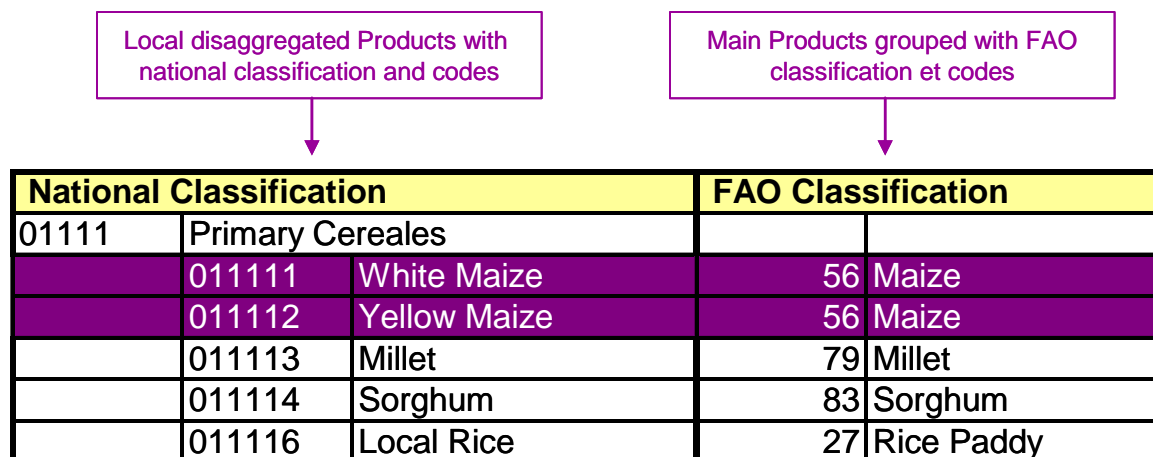 Local disaggregated Products with
national classification and codes
Main Products grouped with FAO
classification et codes
National Classification FAO Classification
01111 Primary Cereales
011111 White Maize 56 Maize
011112 Yellow Maize 56 Maize
011113 Millet 79 Millet
011114 Sorghum 83 Sorghum
011116 Local Rice 27 Rice Paddy